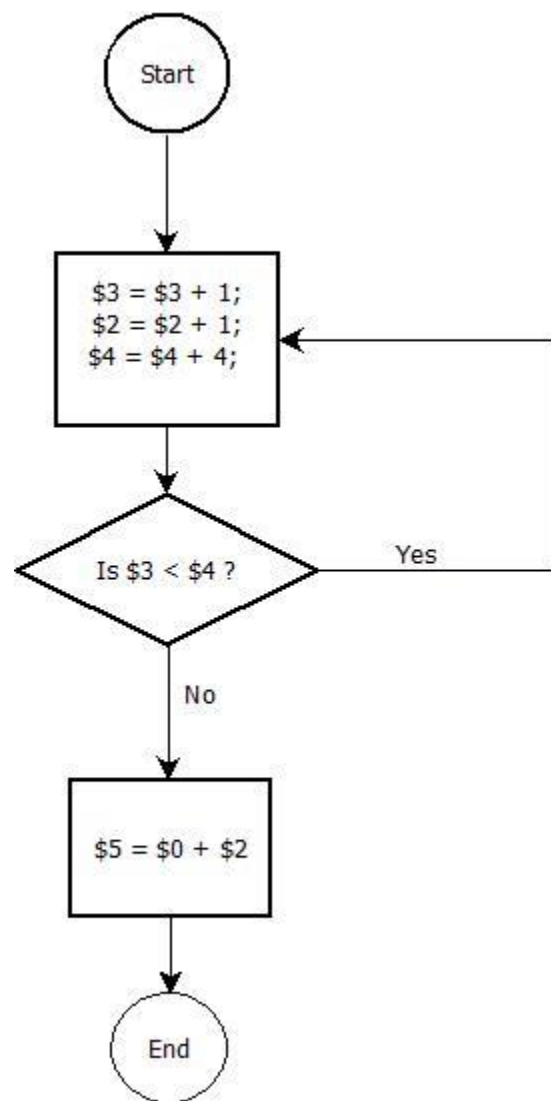 Start
$3 = $3 + 1;
$2 = $2 + 1;
$4 = $4 + 4;
Is $3 < $4 ?
Yes
No
$5 = $0 + $2
End